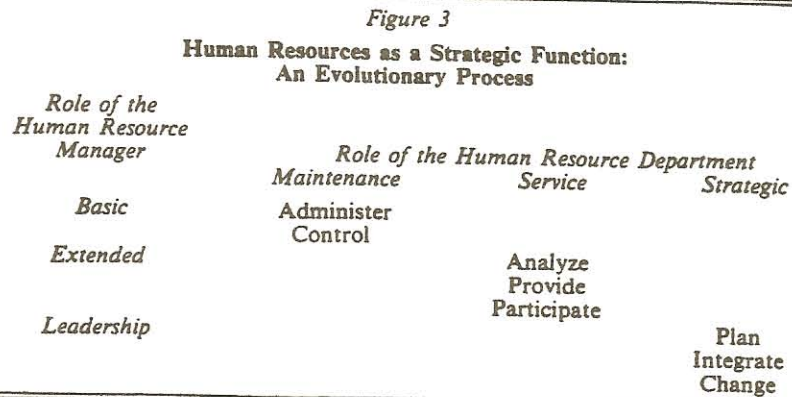 Figure 3
Human Resources as a Strategic Function:
An Evolutionary Process
Role of the
Human Resource
Manager
Role of the Human Resource Department
Maintenance Service Strategic
Basic Administer
Control
Extended Analyze
Provide
Participate
Leadership Plan
Integrate
Change